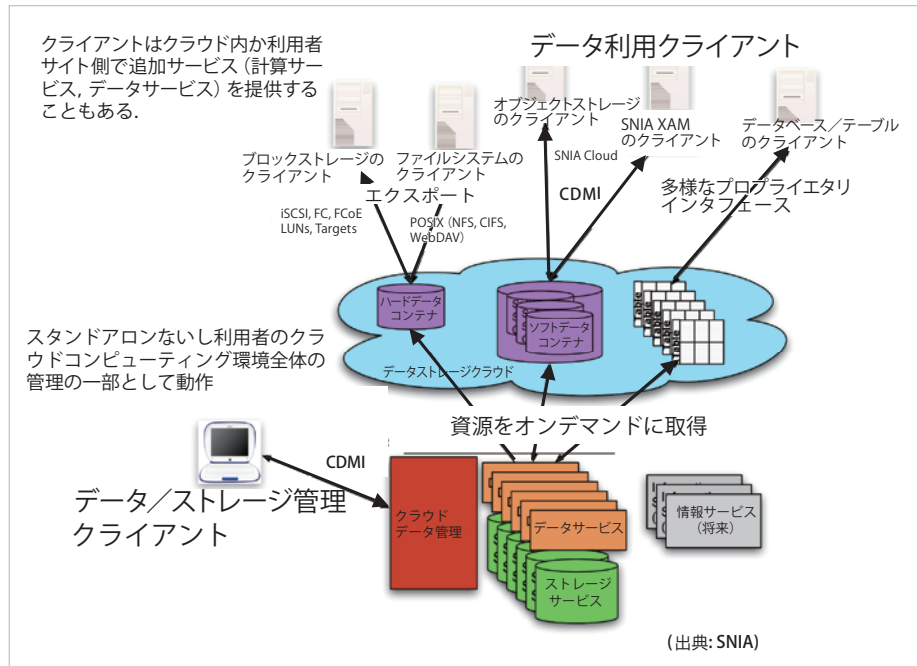 クライアントはクラウド内か利用者
サイト側で追加サービス（計算サー
ビス, データサービス）を提供する
こともある.
データ利用クライアント
ブロックストレージの
クライアント
ファイルシステムの
クライアント
オブジェクトストレージ
のクライアント
SNIA XAM
のクライアント
データベース／テーブル
のクライアント
エクスポート
iSCSI, FC, FCoE
LUNs, Targets
POSIX（NFS, CIFS,
WebDAV）
SNIA Cloud
CDMI
多様なプロプライエタリ
インタフェース
ハードデータ
コンテナ
ソフトデータ
コンテナ
Table
Table
Table
Table
Table
データストレージクラウド
スタンドアロンないし利用者のクラ
ウドコンピューティング環境全体の
管理の一部として動作
資源をオンデマンドに取得
CDMI
データ／ストレージ管理
クライアント
クラウド
データ管理
データサービス
ストレージ
サービス
情報サービス
（将来）
(出典: SNIA)